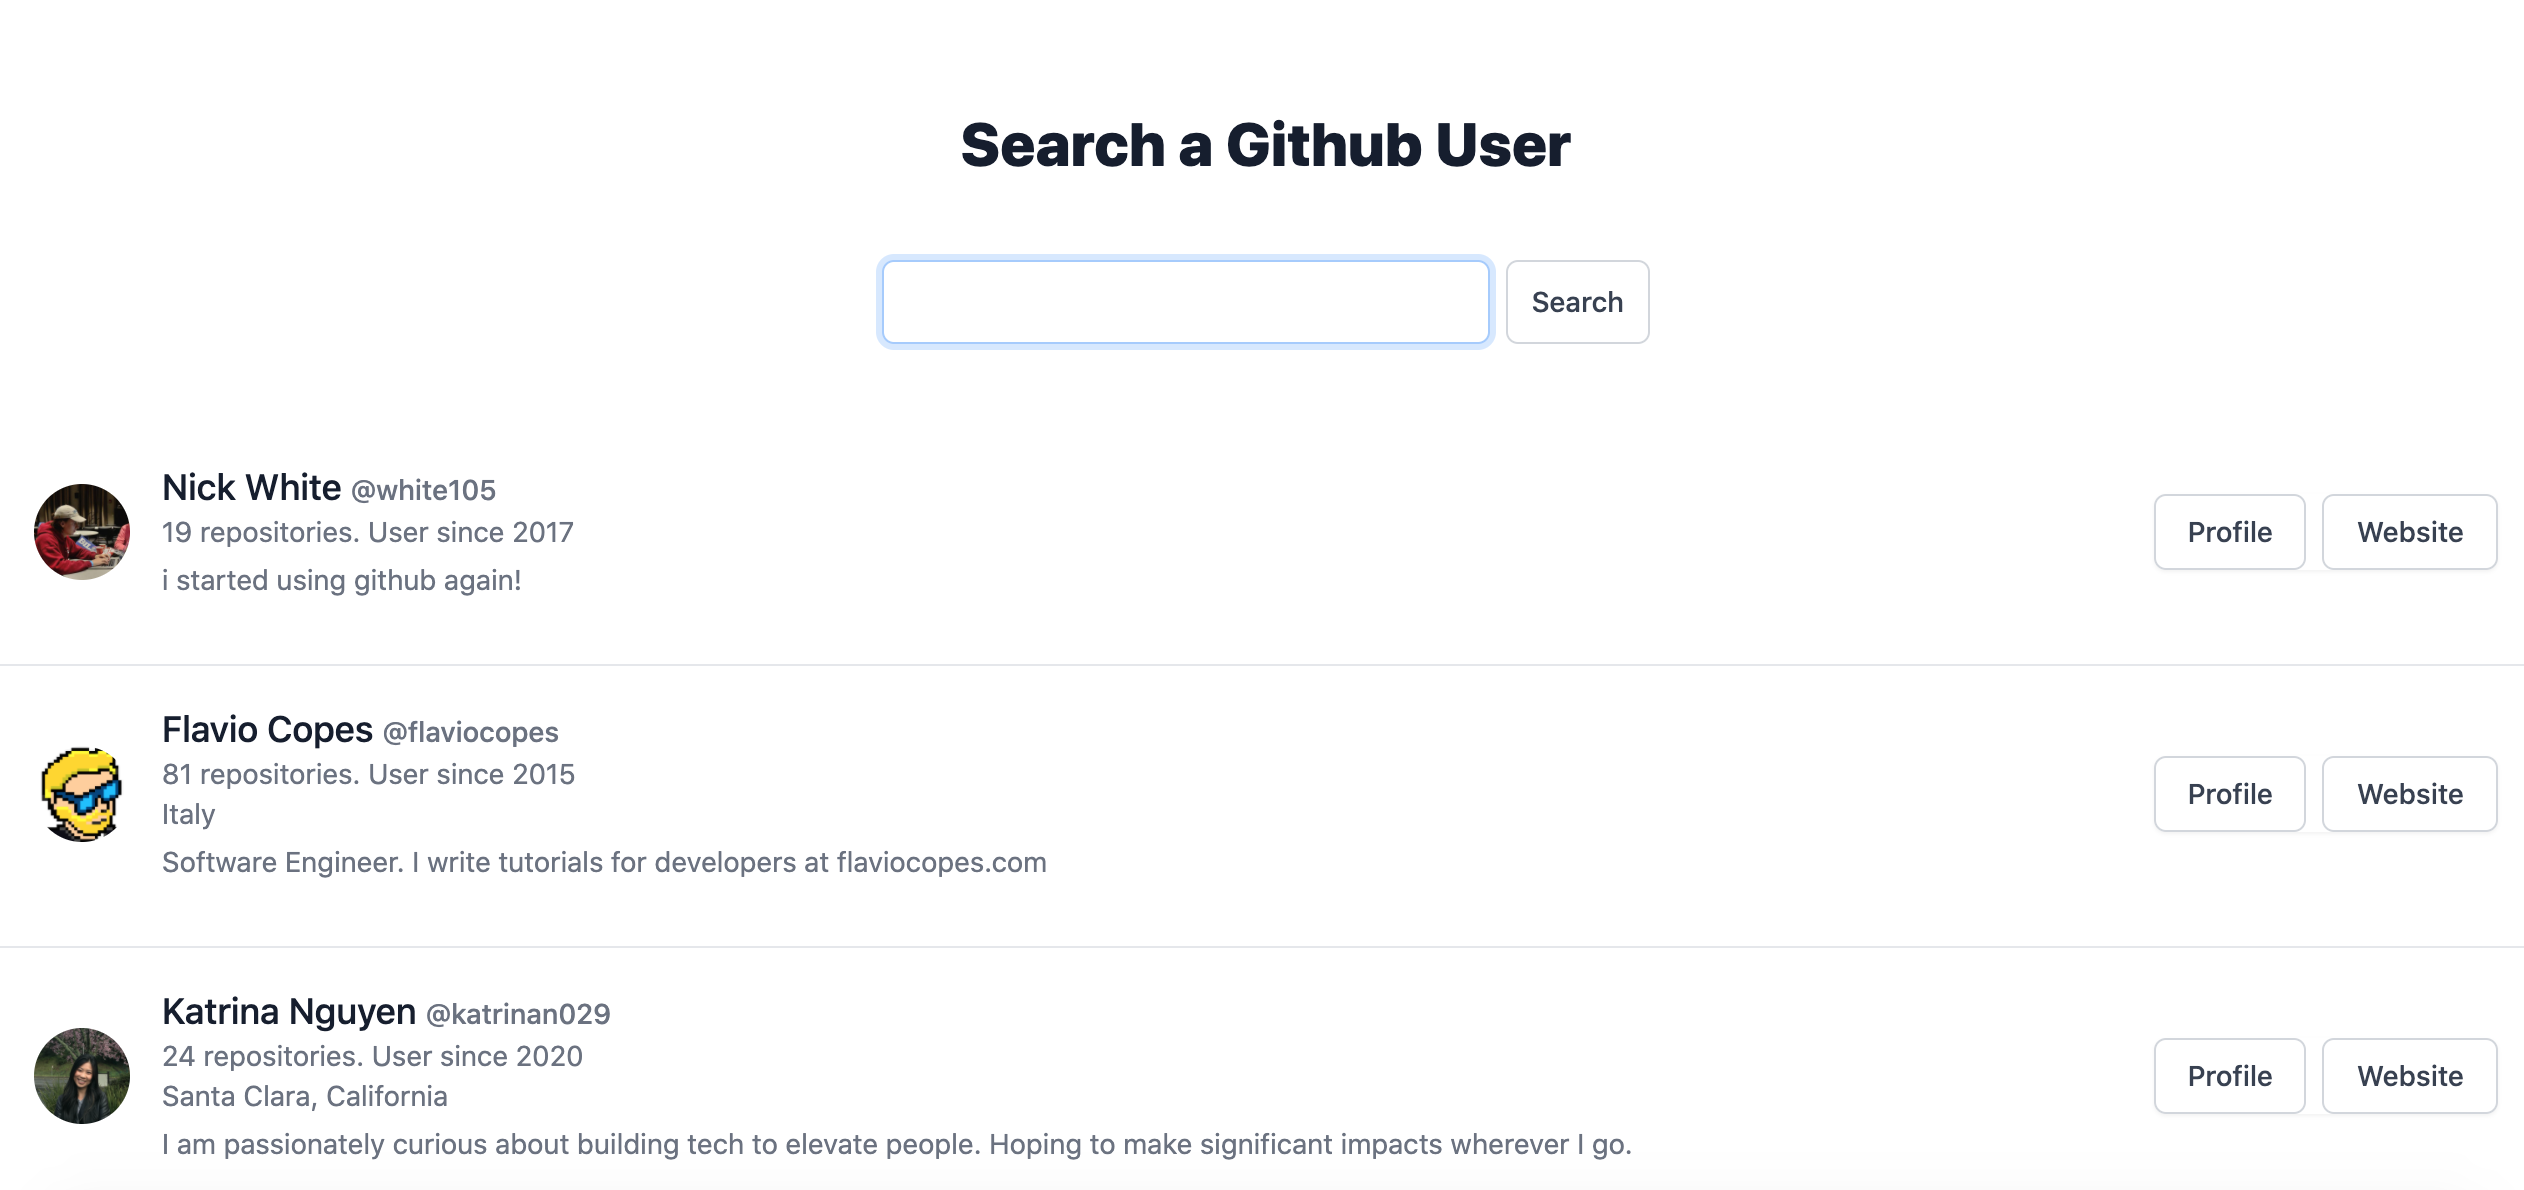 Search a Github User
Search
Nick White @white105
19 repositories. User since 2017
i started using github again!
Profile
Website
Flavio Copes @flaviocopes
81 repositories. User since 2015
Italy
Software Engineer. I write tutorials for developers at flaviocopes.com
Profile
Website
Katrina Nguyen @katrinan029
24 repositories. User since 2020
Santa Clara, California
I am passionately curious about building tech to elevate people. Hoping to make significant impacts wherever I go.
Profile
Website